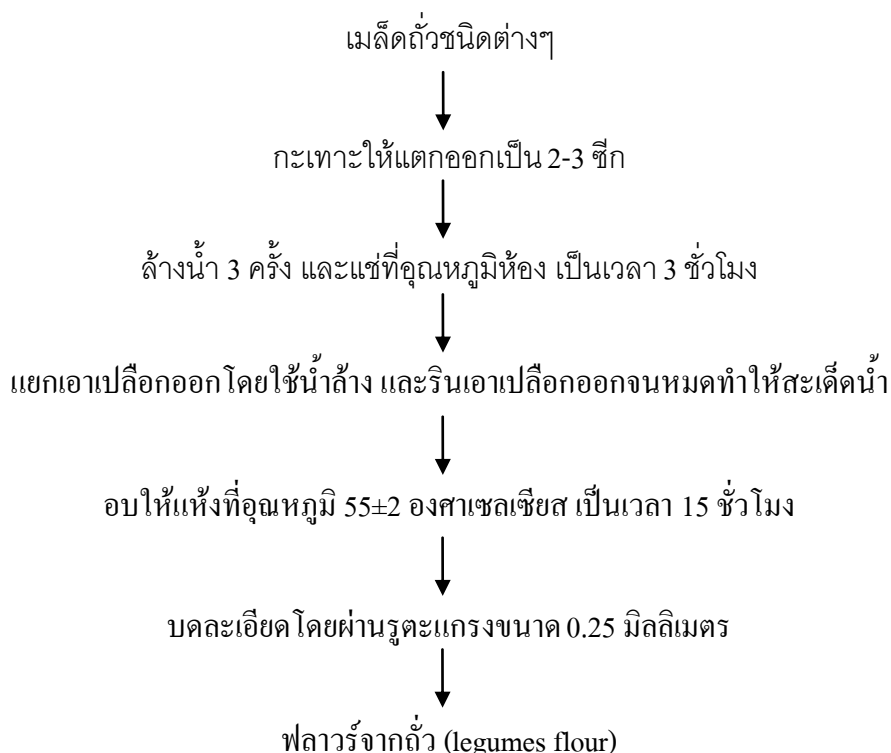 เมล็ดถั่วชนิดต่างๆ
กะเทาะให้แตกออกเป็น 2-3 ซีก
ล้างน้ำ 3 ครั้ง และแช่ที่อุณหภูมิห้อง เป็นเวลา 3 ชั่วโมง
แยกเอาเปลือกออกโดยใช้น้ำล้าง และรินเอาเปลือกออกจนหมดทำให้สะเด็ดน้ำ
อบให้แห้งที่อุณหภูมิ 55±2 องศาเซลเซียส เป็นเวลา 15 ชั่วโมง
บดละเอียดโดยผ่านรูตะแกรงขนาด 0.25 มิลลิเมตร
ฟลาวร์จากถั่ว (legumes flour)